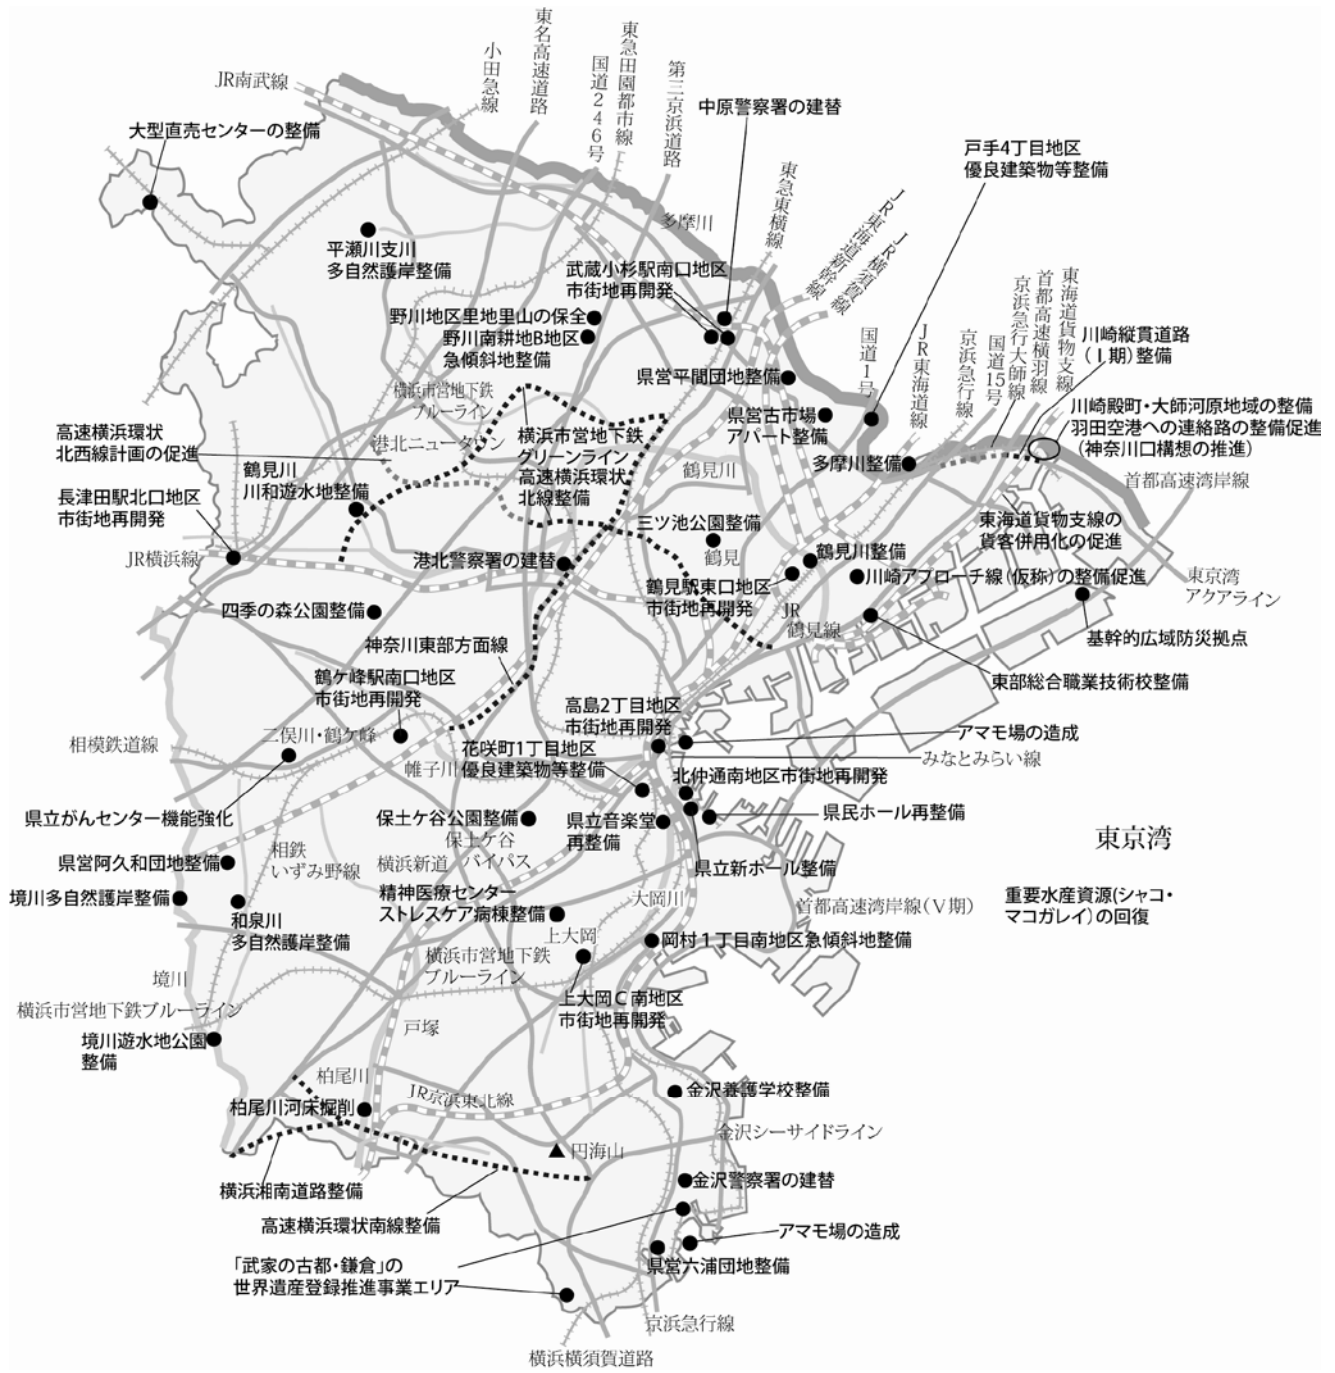 JR南武線
小田急線
東名高速道路
国道246号
東急田園都市線
第三京浜道路
中原警察署の建替
大型直売センターの整備
戸手4丁目地区
優良建築物等整備
東急東横線
JR東海道新幹線
JR横須賀線
多摩川
平瀬川支川
多自然護岸整備
武蔵小杉駅南口地区
市街地再開発
国道1号
JR東海道線
京浜急行線
国道15号
京浜急行大師線
首都高速横羽線
東海道貨物支線
野川地区里地里山の保全
野川南耕地B地区
急傾斜地整備
川崎縦貫道路
（Ⅰ期）整備
県営平間団地整備
横浜市営地下鉄
ブルーライン
県営古市場
アパート整備
川崎殿町・大師河原地域の整備
羽田空港への連絡路の整備促進
（神奈川口構想の推進）
高速横浜環状
北西線計画の促進
港北ニュータウン
横浜市営地下鉄
グリーンライン
高速横浜環状
北線整備
鶴見川
多摩川整備
首都高速湾岸線
鶴見川
川和遊水地整備
長津田駅北口地区
市街地再開発
三ツ池公園整備
鶴見
東海道貨物支線の
貨客併用化の促進
JR横浜線
港北警察署の建替
鶴見川整備
鶴見駅東口地区
市街地再開発
川崎アプローチ線（仮称）の整備促進
東京湾
アクアライン
四季の森公園整備
JR
鶴見線
基幹的広域防災拠点
神奈川東部方面線
鶴ケ峰駅南口地区
市街地再開発
東部総合職業技術校整備
高島2丁目地区
市街地再開発
相模鉄道線
二俣川・鶴ケ峰
アマモ場の造成
花咲町1丁目地区
優良建築物等整備
帷子川
みなとみらい線
北仲通南地区市街地再開発
県立がんセンター機能強化
保土ケ谷公園整備
保土ケ谷
バイパス
県立音楽堂
再整備
県民ホール再整備
東京湾
県営阿久和団地整備
相鉄
いずみ野線
横浜新道
県立新ホール整備
境川多自然護岸整備
精神医療センター
ストレスケア病棟整備
大岡川
首都高速湾岸線（Ⅴ期）
重要水産資源(シャコ・
マコガレイ）の回復
和泉川
多自然護岸整備
上大岡
岡村１丁目南地区急傾斜地整備
横浜市営地下鉄
ブルーライン
境川
横浜市営地下鉄ブルーライン
上大岡Ｃ南地区
市街地再開発
戸塚
境川遊水地公園
整備
柏尾川
金沢養護学校整備
JR京浜東北線
柏尾川河床掘削
金沢シーサイドライン
円海山
横浜湘南道路整備
金沢警察署の建替
高速横浜環状南線整備
アマモ場の造成
「武家の古都・鎌倉」の
世界遺産登録推進事業エリア
県営六浦団地整備
京浜急行線
横浜横須賀道路